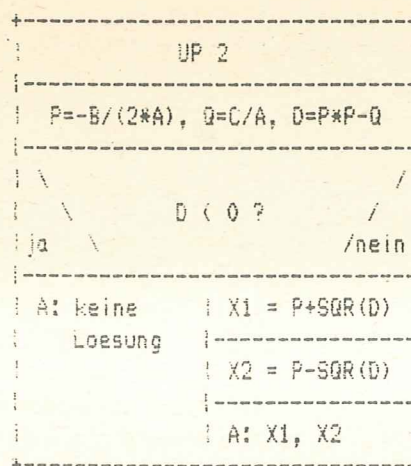 UP 2
P=-B/(2*A), Q=C/A, D=P*P-Q
D < 0 ?
ja /nein
A: keine X1 = P+SQR(D)
Loesung
X2 = P-SQR(D)
A: X1, X2